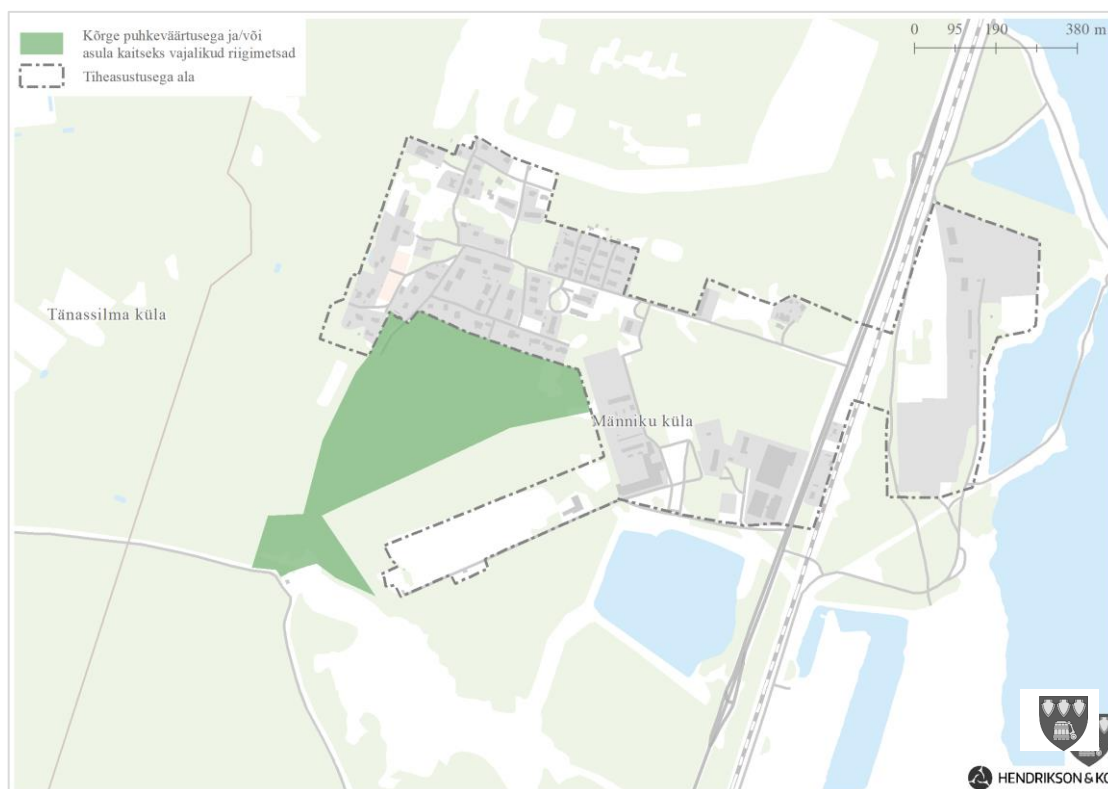 Kõrge puhkeväärtusega ja/või
asula kaitseks vajalikud riigimetsad
Tiheasustusega ala
0 95 190 380 m
Tänassilma küla
Männiku küla
HENDRIKSON & KO